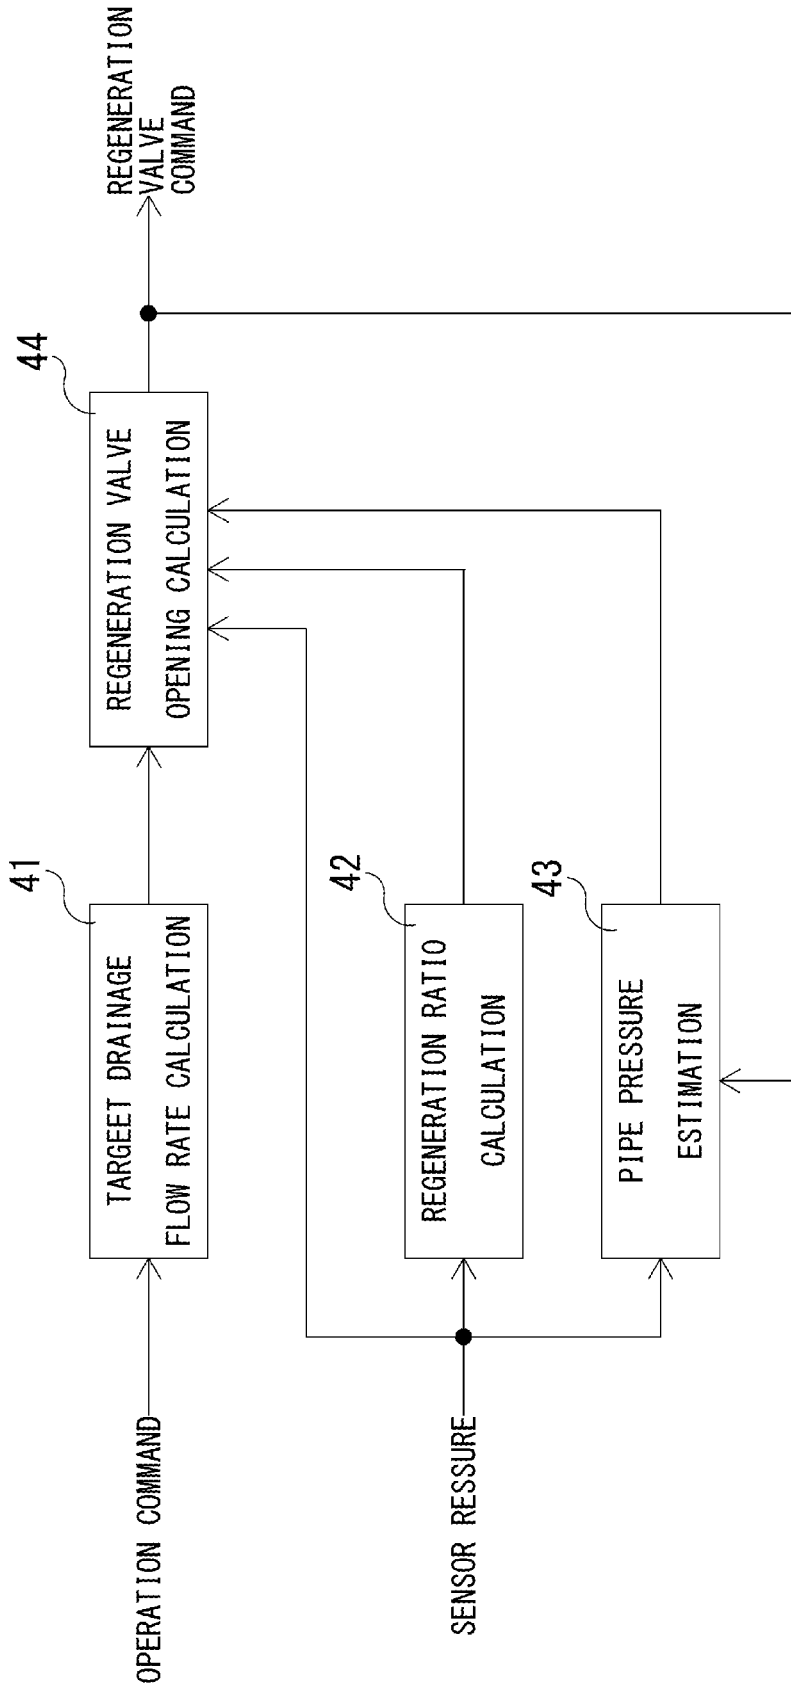 OPERATION COMMAND
41
TARGEET DRAINAGE
FLOW RATE CALCULATION
44
REGENERATION VALVE
OPENING CALCULATION
REGENERATION
VALVE
COMMAND
SENSOR RESSURE
42
REGENERATION RATIO
CALCULATION
43
PIPE PRESSURE
ESTIMATION